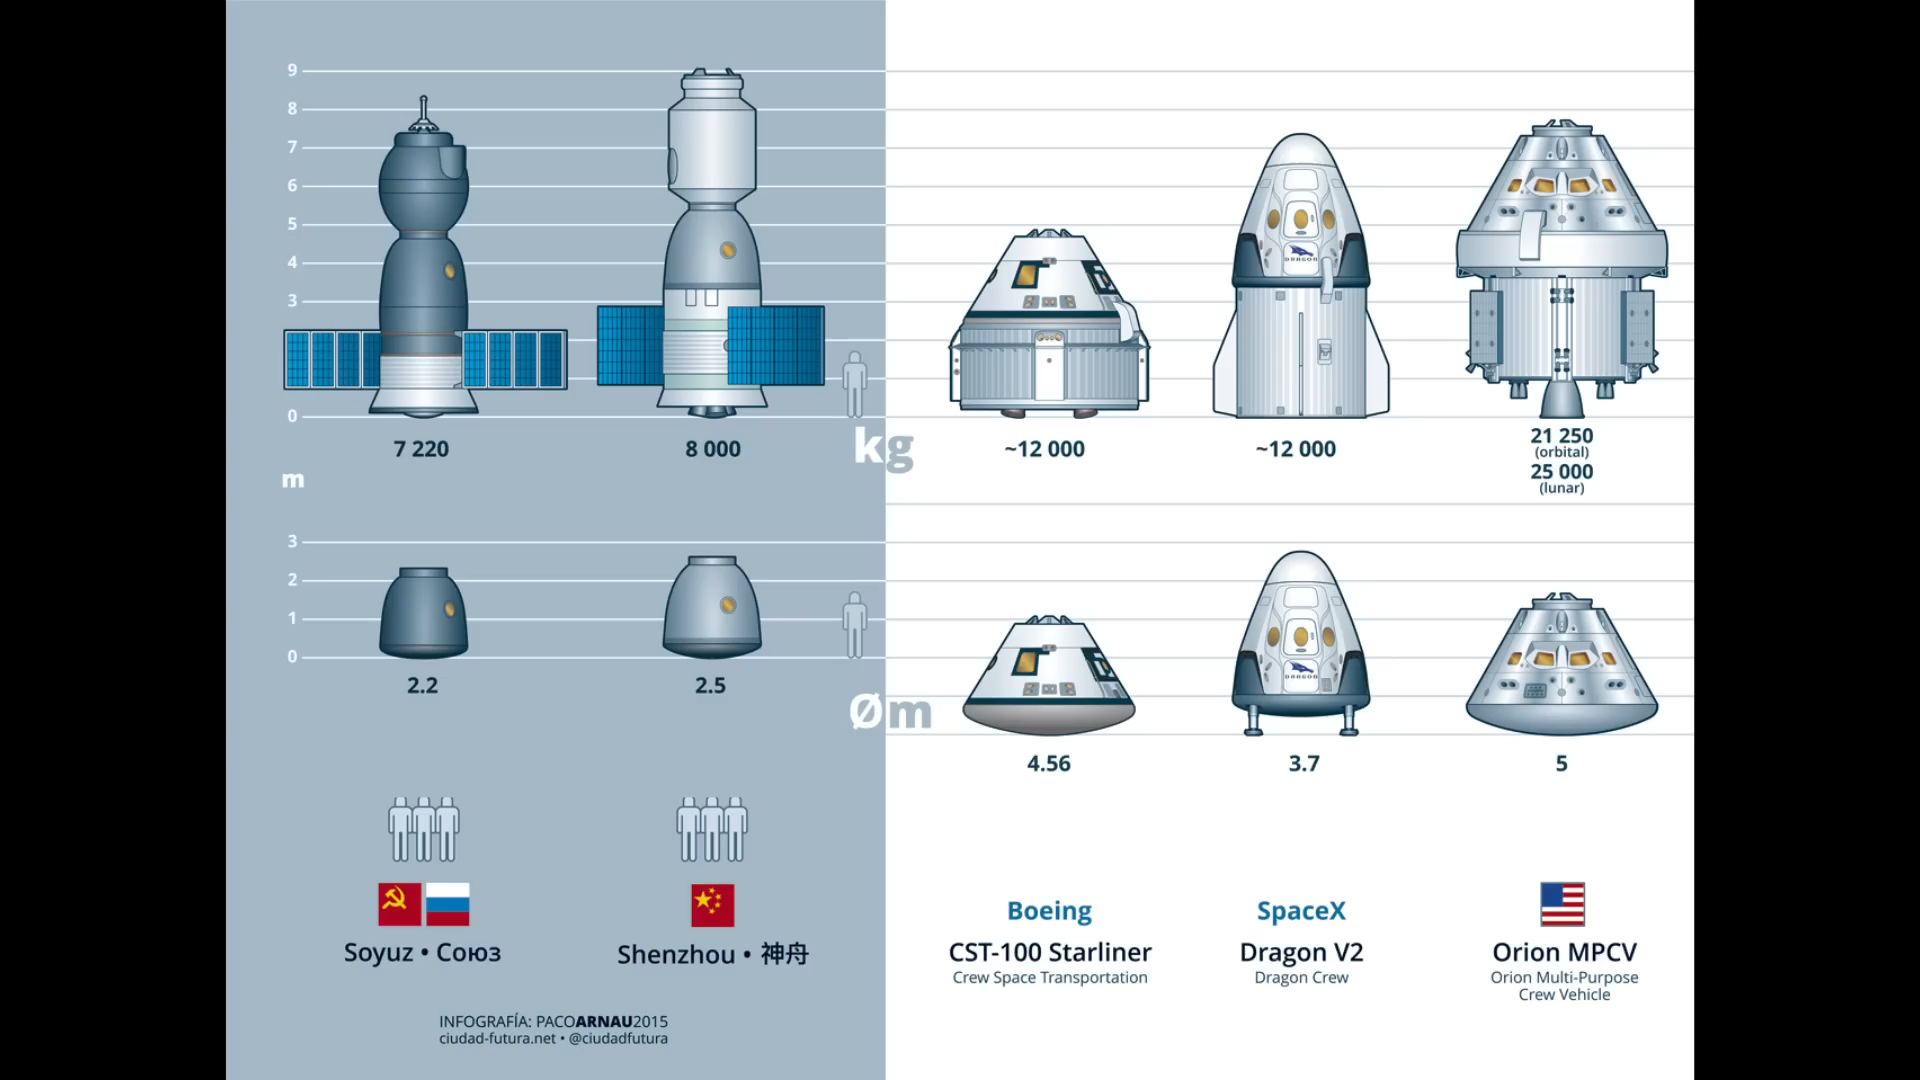 9
8
7
6
5
4
3
0
7 220
8 000
kg
~12 000
~12 000
21 250
(orbital)
25 000
(lunar)
m
3
2
1
0
2.2
2.5
Øm
4.56
3.7
5
DRAGON
DRAGON
Boeing
SpaceX
Soyuz • Союз
Shenzhou • 神舟
CST-100 Starliner
Crew Space Transportation
Dragon V2
Dragon Crew
Orion MPCV
Orion Multi-Purpose
Crew Vehicle
INFOGRAFÍA: PACOARNAU2015
ciudad-futura.net • @ciudadfutura